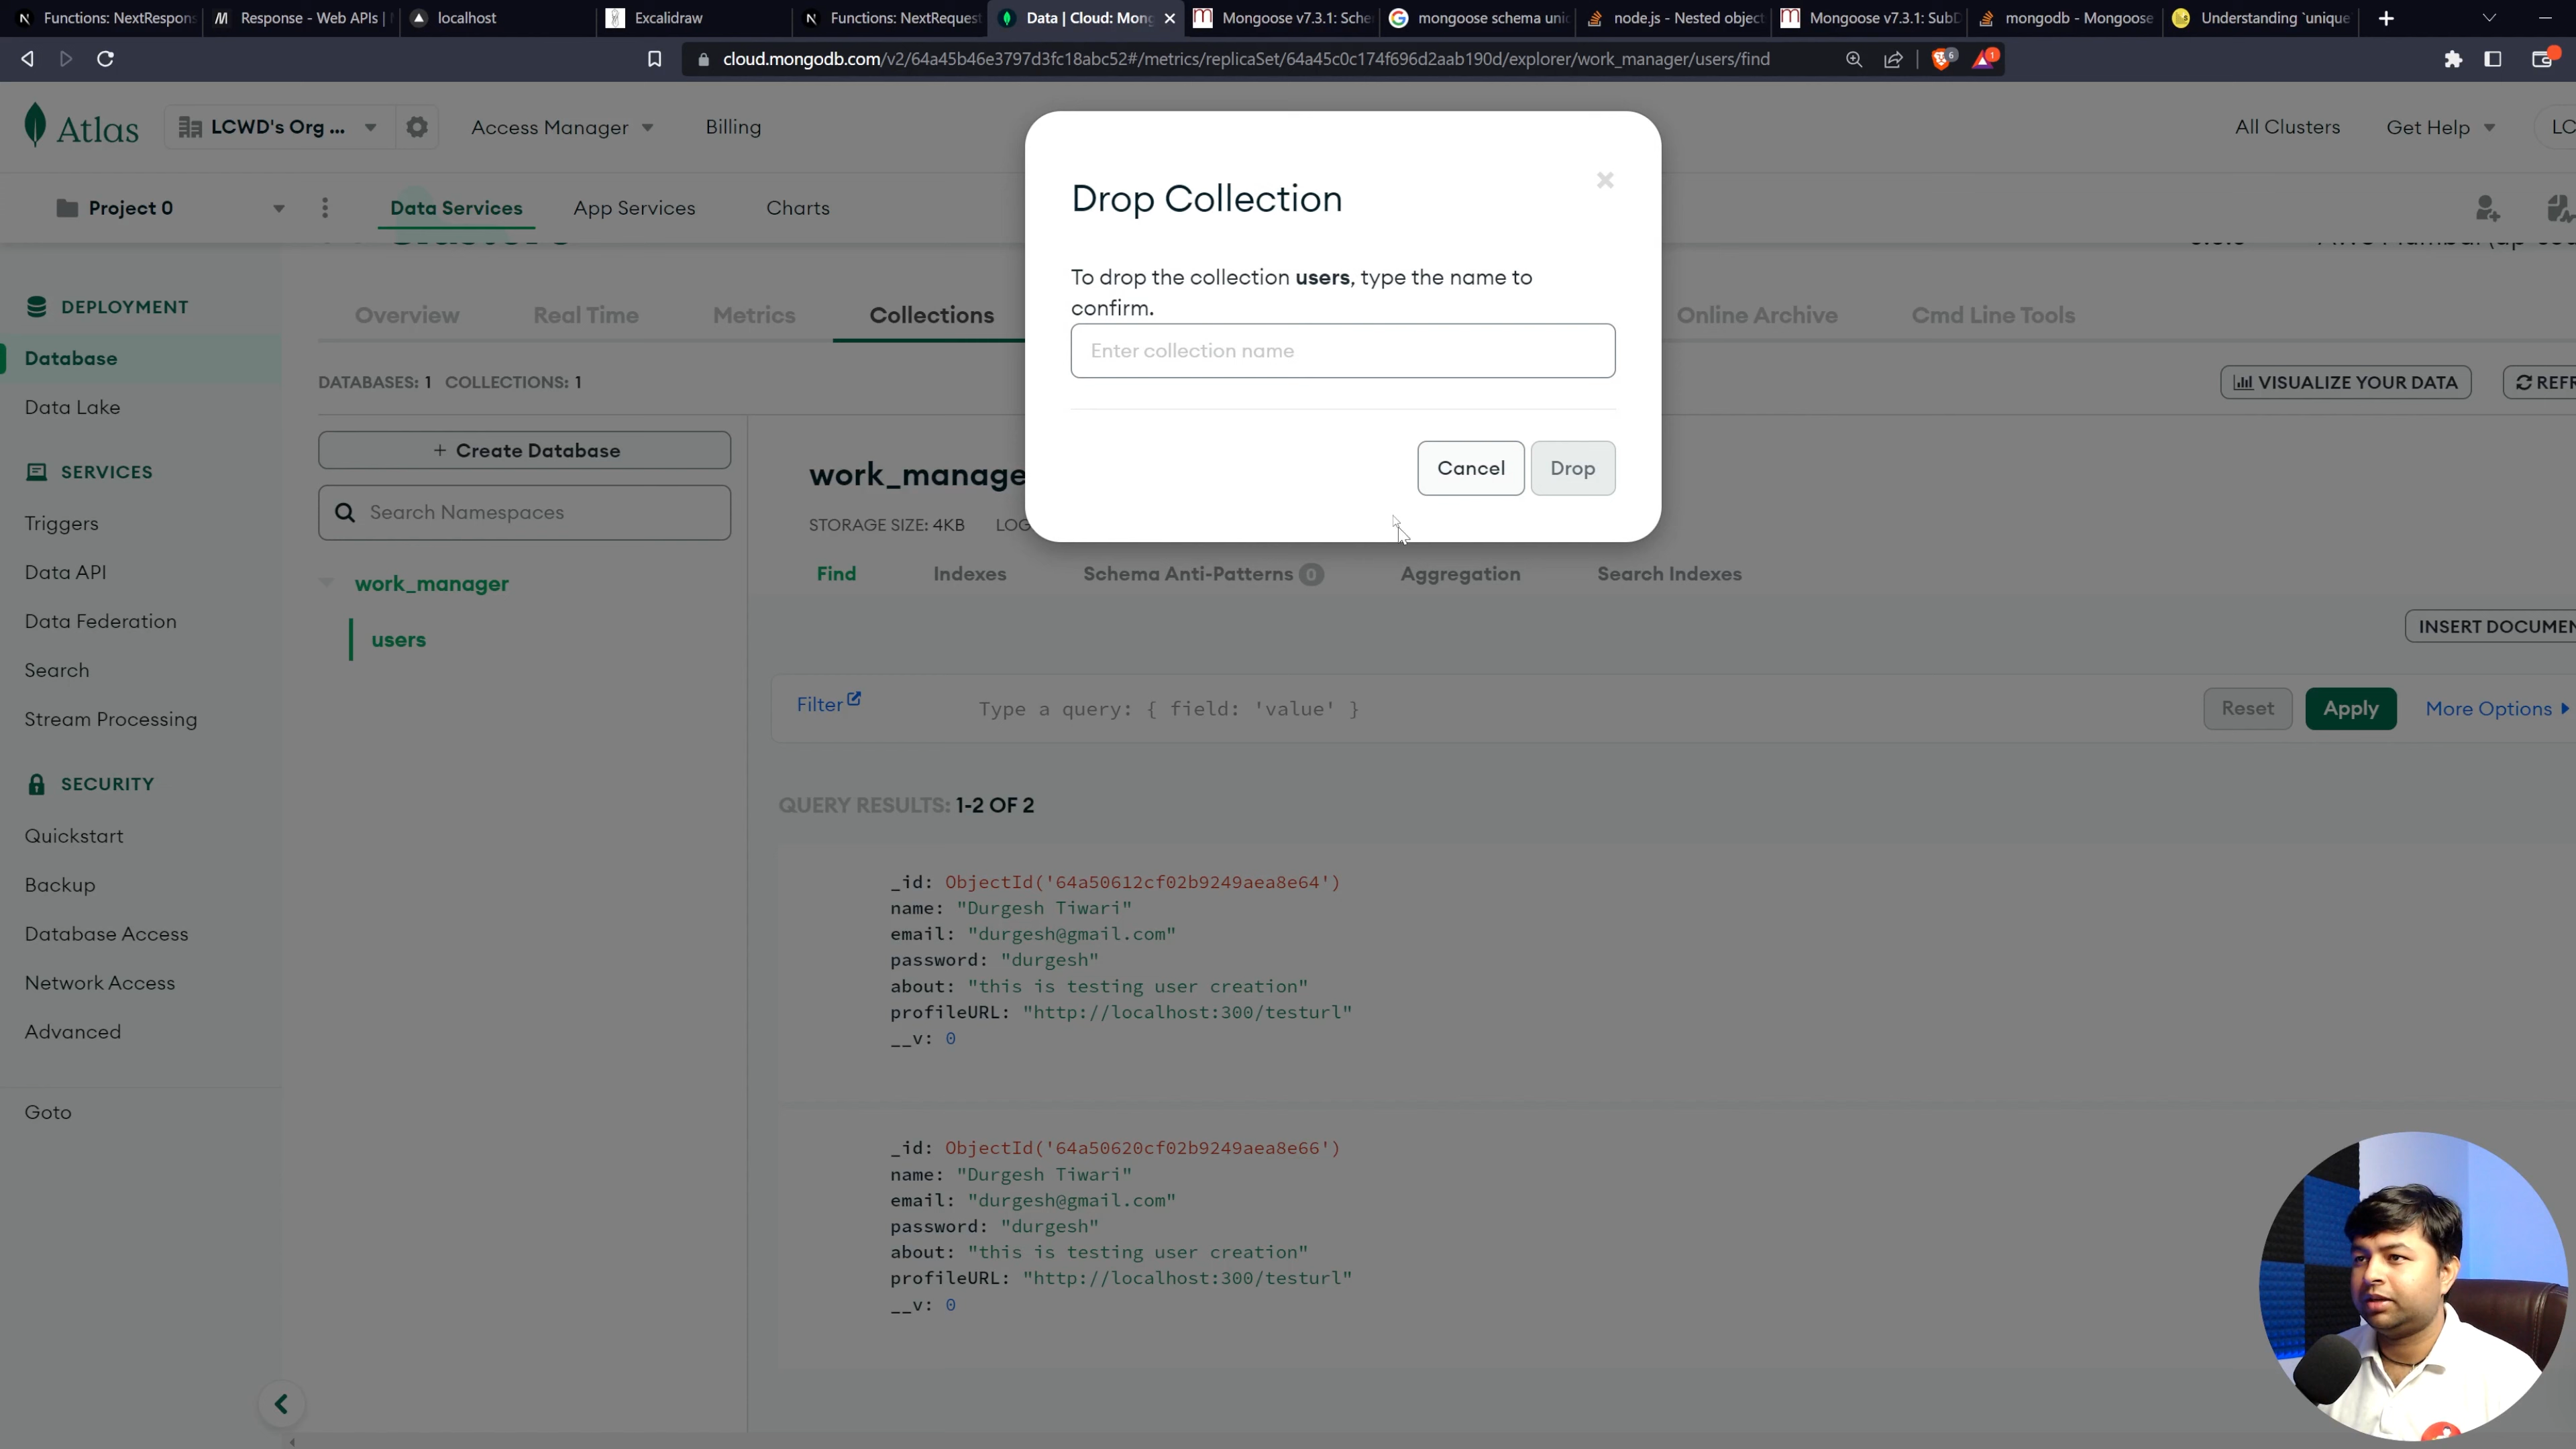 Functions: NextRespons
Response - Web APIs |
localhost
Excalidraw
Functions: NextRequest
Data | Cloud: Mong
Mongoose v7.3.1: Sche
mongoose schema uni
node.js - Nested object
Mongoose v7.3.1: SubD
mongodb - Mongoose
Understanding `unique
cloud.mongodb.com/v2/64a45b46e3797d3fc18abc52#/metrics/replicaSet/64a45c0c174f696d2aab190d/explorer/work_manager/users/find
6
1
Atlas
LCWD's Org ...
Access Manager
Billing
All Clusters
Get Help
LC
Project 0
Data Services
App Services
Charts
DEPLOYMENT
Database
Data Lake
SERVICES
Triggers
Data API
Data Federation
Search
Stream Processing
SECURITY
Quickstart
Backup
Database Access
Network Access
Advanced
Goto
Overview
Real Time
Metrics
Collections
Online Archive
Cmd Line Tools
DATABASES: 1 COLLECTIONS: 1
VISUALIZE YOUR DATA
REFR
+ Create Database
Search Namespaces
work_manager
users
Drop Collection
To drop the collection users, type the name to
confirm.
Enter collection name
Cancel
Drop
work_manage
STORAGE SIZE: 4KB
LOG
Find
Indexes
Schema Anti-Patterns 0
Aggregation
Search Indexes
INSERT DOCUMEN
Filter
Type a query: { field: 'value' }
Reset
Apply
More Options
QUERY RESULTS: 1-2 OF 2
_id: ObjectId('64a50612cf02b9249aea8e64')
name: "Durgesh Tiwari"
email: "durgesh@gmail.com"
password: "durgesh"
about: "this is testing user creation"
profileURL: "http://localhost:300/testurl"
__v: 0
_id: ObjectId('64a50620cf02b9249aea8e66')
name: "Durgesh Tiwari"
email: "durgesh@gmail.com"
password: "durgesh"
about: "this is testing user creation"
profileURL: "http://localhost:300/testurl"
__v: 0